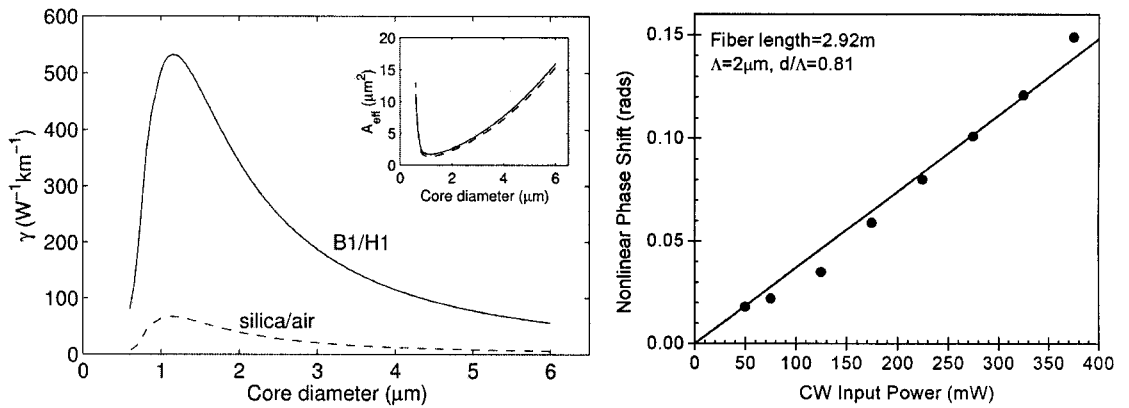 600
500
400
300
200
100
0
γ (W⁻¹km⁻¹)
0 1 2 3 4 5 6
Core diameter (μm)
B1/H1
silica/air
20
15
10
5
0
A_eff (μm²)
0 2 4 6
Core diameter (μm)
Fiber length=2.92m
Λ=2μm, d/Λ=0.81
0.15
0.10
0.05
0.00
Nonlinear Phase Shift (rads)
0 50 100 150 200 250 300 350 400
CW Input Power (mW)